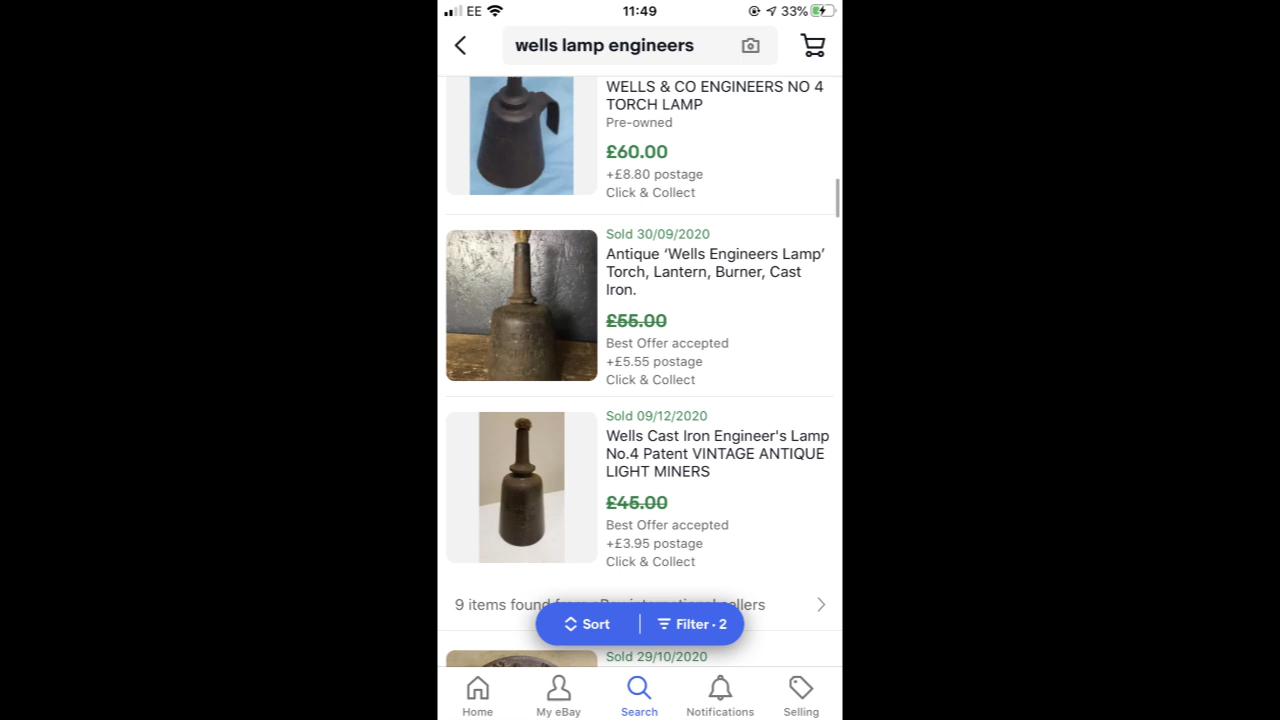 EE 11:49 33%
wells lamp engineers
WELLS & CO ENGINEERS NO 4
TORCH LAMP
Pre-owned
£60.00
+£8.80 postage
Click & Collect
Sold 30/09/2020
Antique ‘Wells Engineers Lamp’
Torch, Lantern, Burner, Cast
Iron.
£55.00
Best Offer accepted
+£5.55 postage
Click & Collect
Sold 09/12/2020
Wells Cast Iron Engineer's Lamp
No.4 Patent VINTAGE ANTIQUE
LIGHT MINERS
£45.00
Best Offer accepted
+£3.95 postage
Click & Collect
9 items found from eBay international sellers
Sort Filter · 2
Sold 29/10/2020
Home My eBay Search Notifications Selling